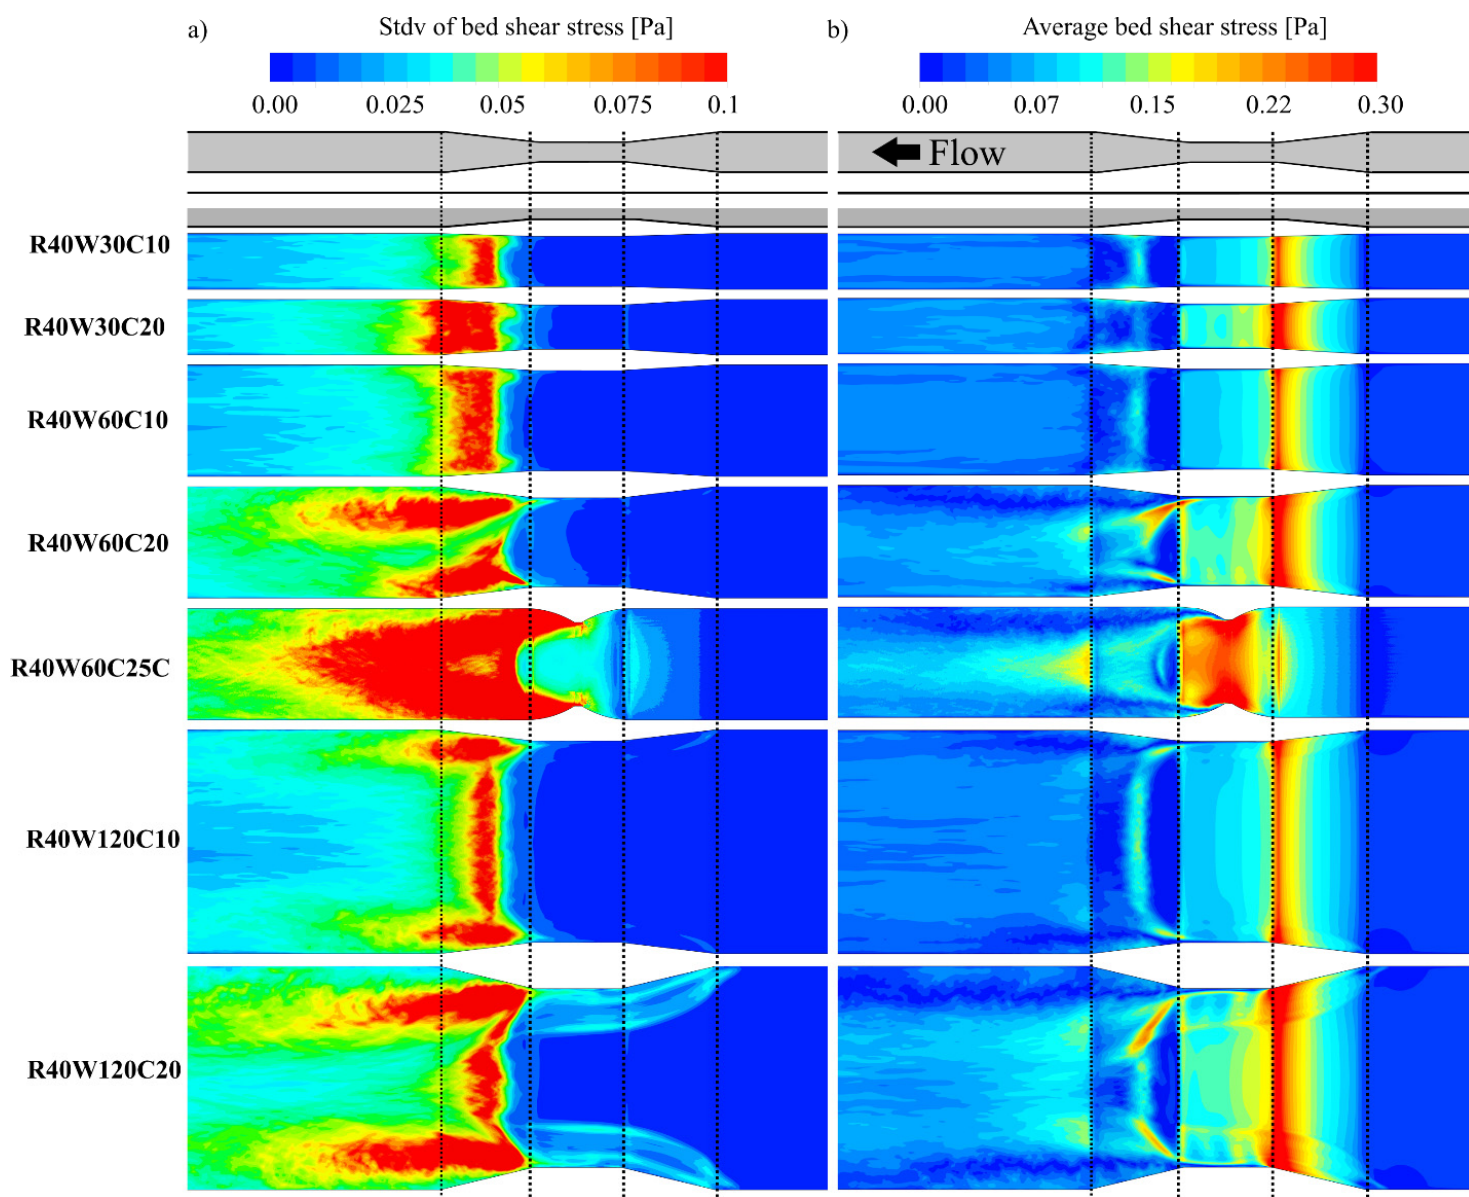 a) Stdv of bed shear stress [Pa]
b) Average bed shear stress [Pa]
0.00 0.025 0.05 0.075 0.1
0.00 0.07 0.15 0.22 0.30
Flow
R40W30C10
R40W30C20
R40W60C10
R40W60C20
R40W60C25C
R40W120C10
R40W120C20